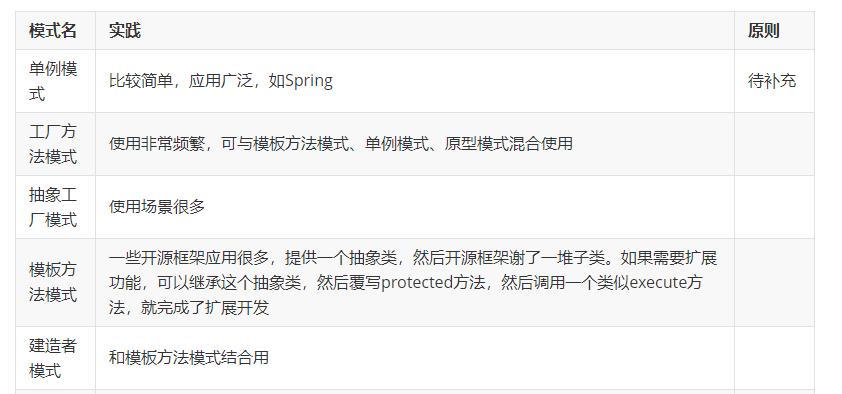 模式名 实践 原则
单例模
式
比较简单，应用广泛，如Spring
待补充
工厂方
法模式
使用非常频繁，可与模板方法模式、单例模式、原型模式混合使用
抽象工
厂模式
使用场景很多
模板方
法模式
一些开源框架应用很多，提供一个抽象类，然后开源框架谢了一堆子类。如果需要扩展
功能，可以继承这个抽象类，然后覆写protected方法，然后调用一个类似execute方
法，就完成了扩展开发
建造者
模式
和模板方法模式结合用